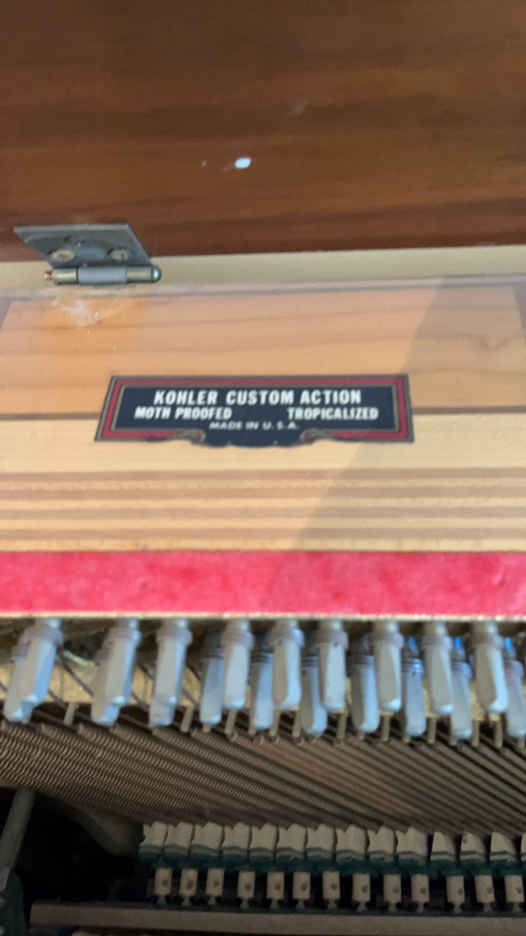 KOHLER CUSTOM ACTION
MOTH PROOFED TROPICALIZED
MADE IN U.S.A.